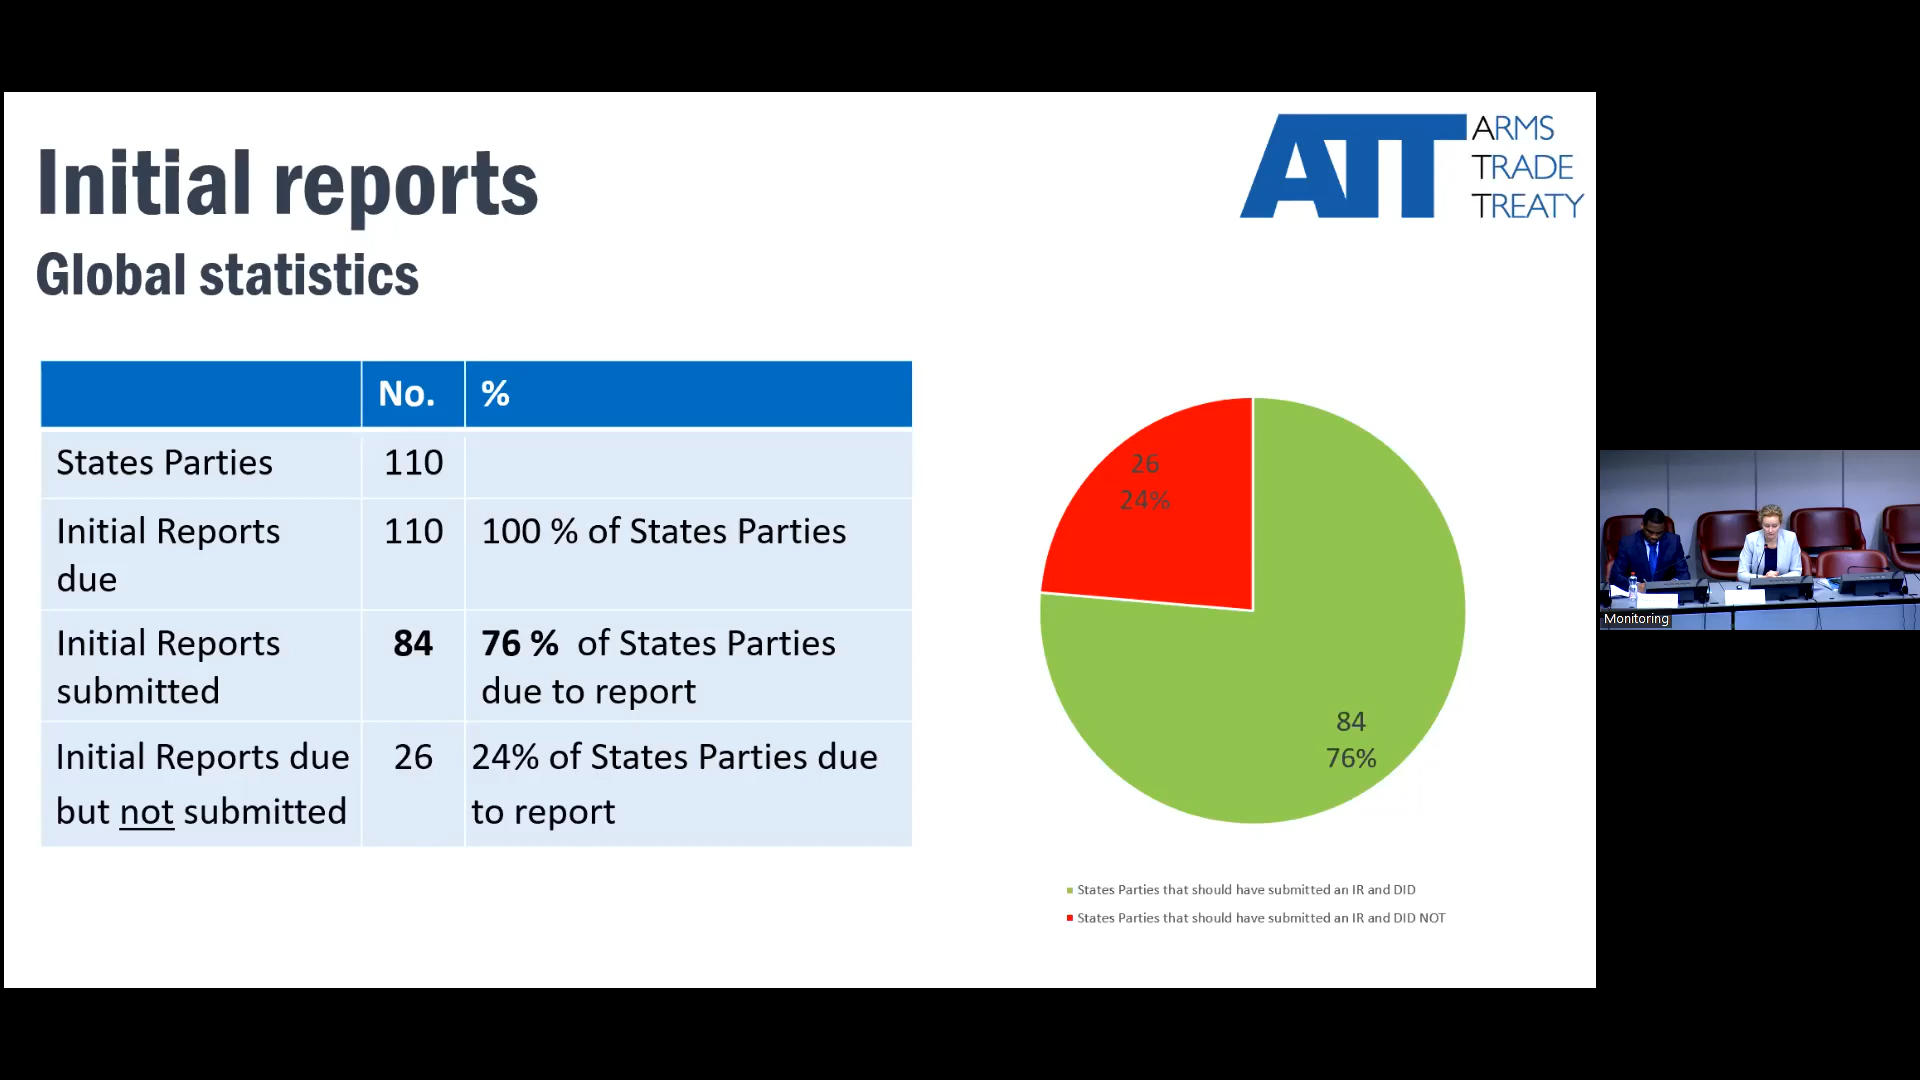 Initial reports
Global statistics
ATT
ARMS
TRADE
TREATY
No. %
States Parties 110
Initial Reports due 110 100 % of States Parties
Initial Reports submitted 84 76 % of States Parties due to report
Initial Reports due but not submitted 26 24% of States Parties due to report
26
24%
84
76%
States Parties that should have submitted an IR and DID
States Parties that should have submitted an IR and DID NOT
Monitoring